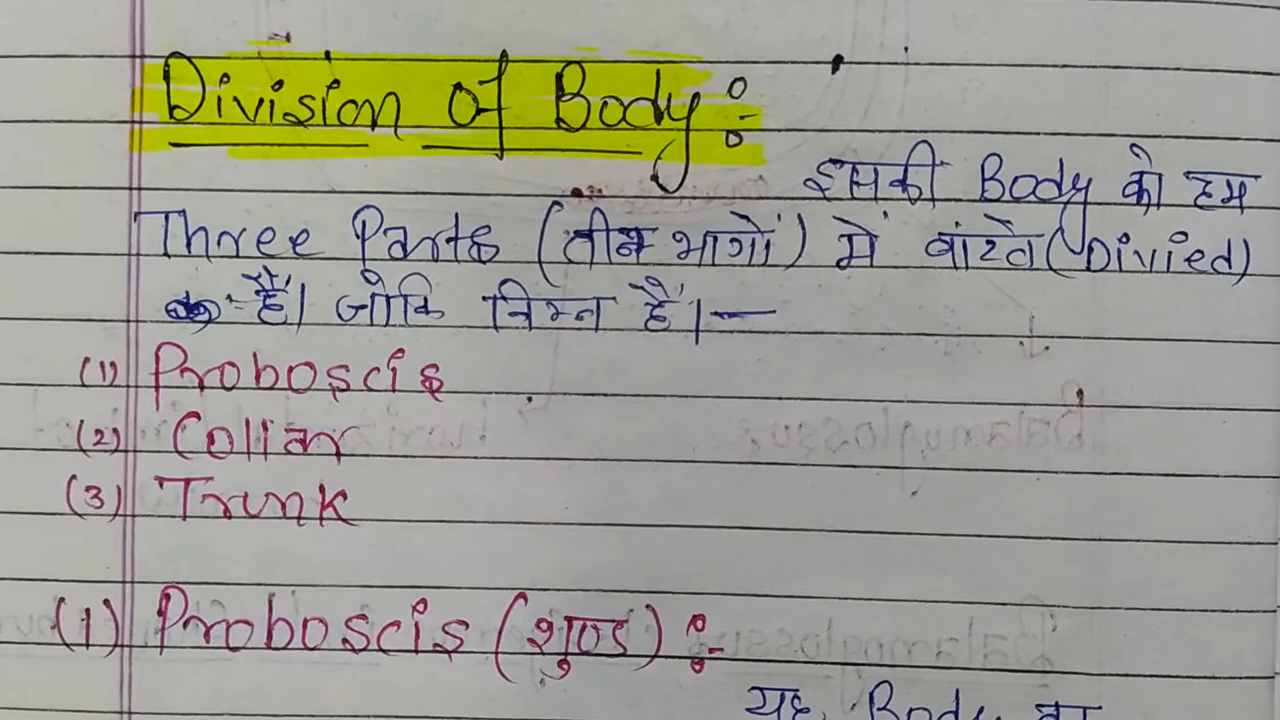 Division of Body :-
इसकी Body को हम
Three Parts (तीन भागों) में बांटते (Divied)
हैं। जोकि निम्न हैं।—
(1) Proboscis
(2) Collar
(3) Trunk
(1) Proboscis (शुण्ड) :-
यह Body का